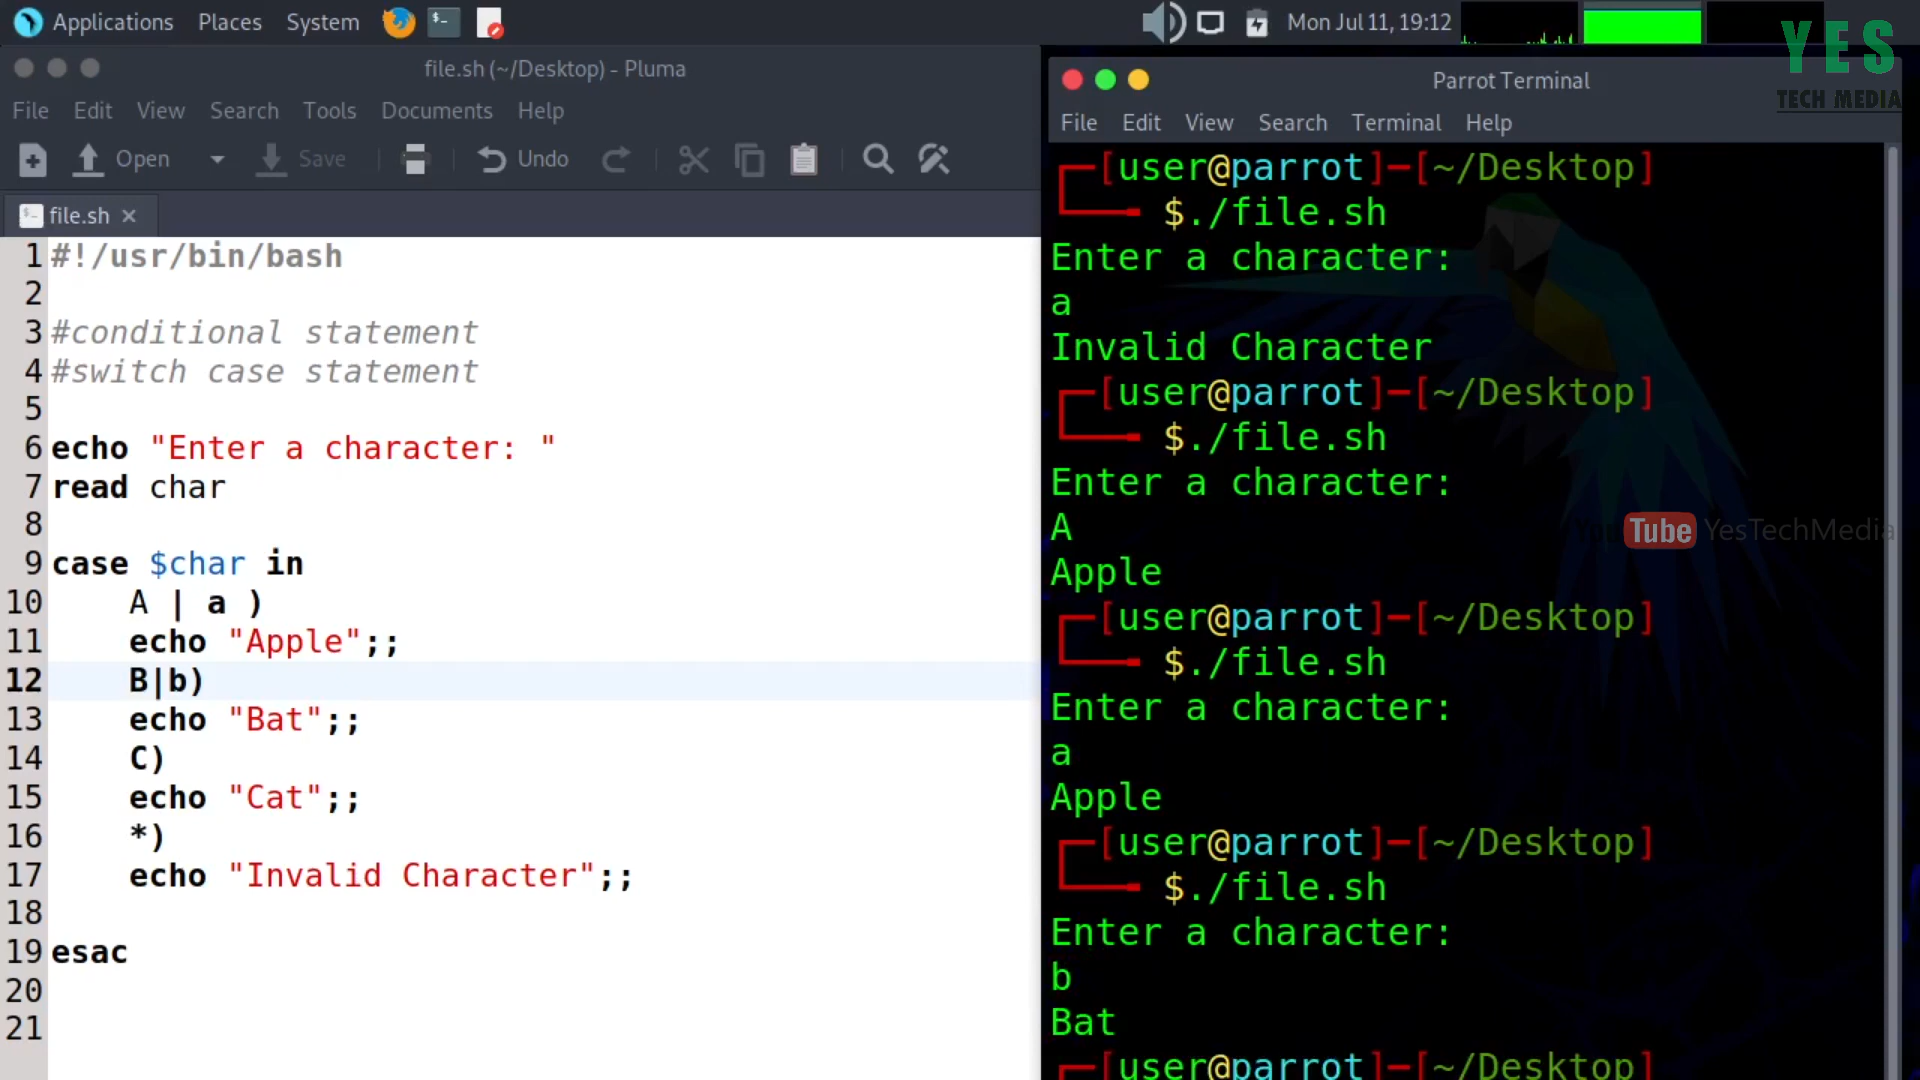 Applications Places System
Mon Jul 11, 19:12
YES
TECH MEDIA
file.sh (~/Desktop) - Pluma
File Edit View Search Tools Documents Help
Open Save Undo
file.sh
1 #!/usr/bin/bash
2
3 #conditional statement
4 #switch case statement
5
6 echo "Enter a character: "
7 read char
8
9 case $char in
10 A | a )
11 echo "Apple";;
12 B|b)
13 echo "Bat";;
14 C)
15 echo "Cat";;
16 *)
17 echo "Invalid Character";;
18
19 esac
20
21
Parrot Terminal
File Edit View Search Terminal Help
[user@parrot]─[~/Desktop]
$./file.sh
Enter a character:
a
Invalid Character
[user@parrot]─[~/Desktop]
$./file.sh
Enter a character:
A
Apple
[user@parrot]─[~/Desktop]
$./file.sh
Enter a character:
a
Apple
[user@parrot]─[~/Desktop]
$./file.sh
Enter a character:
b
Bat
[user@parrot]─[~/Desktop]
You Tube YesTechMedia